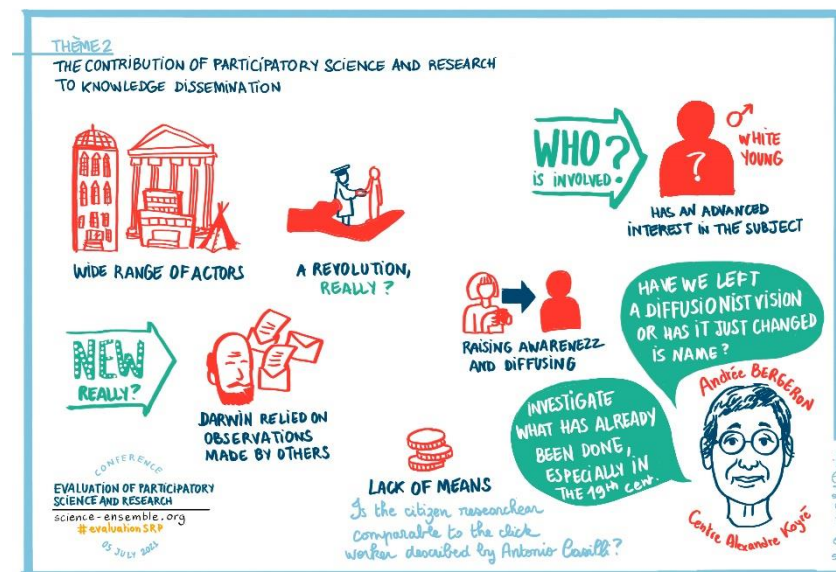 THÈME 2
THE CONTRIBUTION OF PARTICIPATORY SCIENCE AND RESEARCH
TO KNOWLEDGE DISSEMINATION
WIDE RANGE OF ACTORS
A REVOLUTION,
REALLY?
WHO?
IS INVOLVED?
?
WHITE
YOUNG
HAS AN ADVANCED
INTEREST IN THE SUBJECT
NEW
REALLY?
DARWIN RELIED ON
OBSERVATIONS
MADE BY OTHERS
RAISING AWARENEZZ
AND DIFFUSING
HAVE WE LEFT
A DIFFUSIONIST VISION
OR HAS IT JUST CHANGED
IS NAME?
Andrée BERGERON
INVESTIGATE
WHAT HAS ALREADY
BEEN DONE,
ESPECIALLY IN
THE 19th CENT.
Centre Alexandre Koyré
LACK OF MEANS
Is the citizen researchear
comparable to the click
worker described by Antonio Casilli?
CONFERENCE
EVALUATION OF PARTICIPATORY
SCIENCE AND RESEARCH
science-ensemble.org
#evaluationSRP
05 JULY 2023